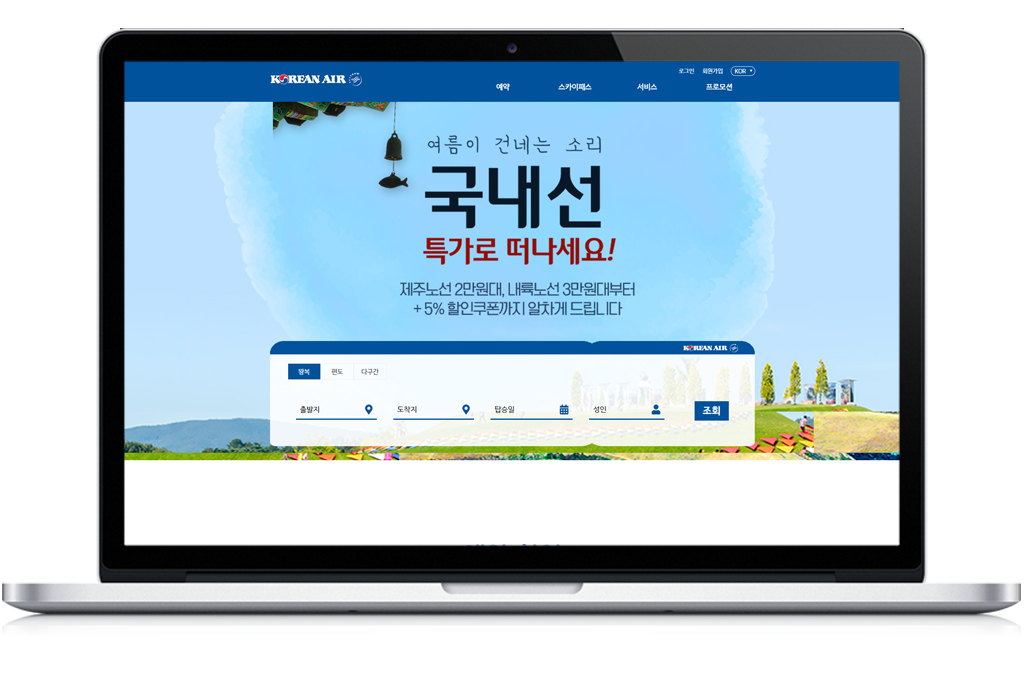 KOREAN AIR
로그인 회원가입 KOR
예약 스카이패스 서비스 프로모션
여름이 건네는 소리
국내선
특가로 떠나세요!
제주노선 2만원대, 내륙노선 3만원대부터
+ 5% 할인쿠폰까지 알차게 드립니다
KOREAN AIR
왕복 편도 다구간
출발지 도착지 탑승일 성인 조회